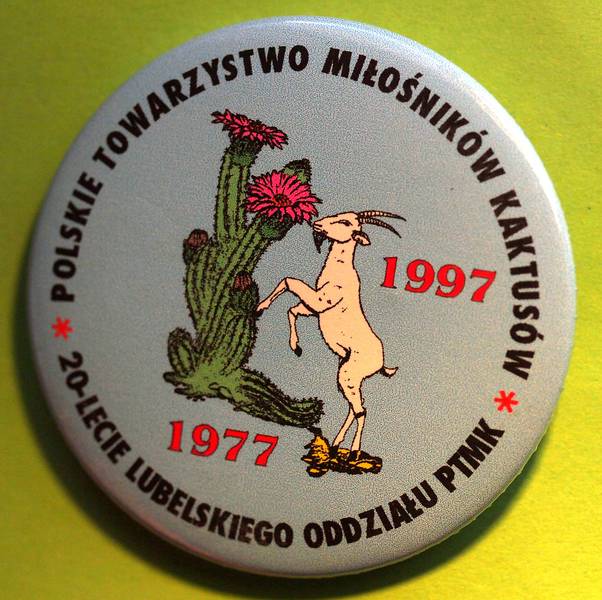 POLSKIE TOWARZYSTWO MIŁOŚNIKÓW KAKTUSÓW
1997
1977
* 20-LECIE LUBELSKIEGO ODDZIAŁU PTMK *